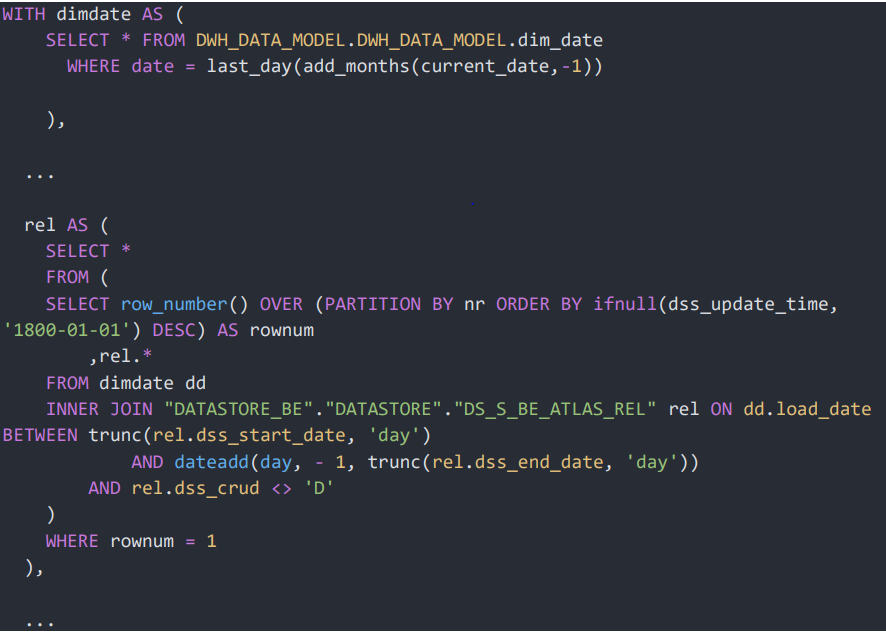 WITH dimdate AS (
SELECT * FROM DWH_DATA_MODEL.DWH_DATA_MODEL.dim_date
WHERE date = last_day(add_months(current_date,-1))
),
...
rel AS (
SELECT *
FROM (
SELECT row_number() OVER (PARTITION BY nr ORDER BY ifnull(dss_update_time,
'1800-01-01') DESC) AS rownum
,rel.*
FROM dimdate dd
INNER JOIN "DATASTORE_BE"."DATASTORE"."DS_S_BE_ATLAS_REL" rel ON dd.load_date
BETWEEN trunc(rel.dss_start_date, 'day')
AND dateadd(day, - 1, trunc(rel.dss_end_date, 'day'))
AND rel.dss_crud <> 'D'
)
WHERE rownum = 1
),
...